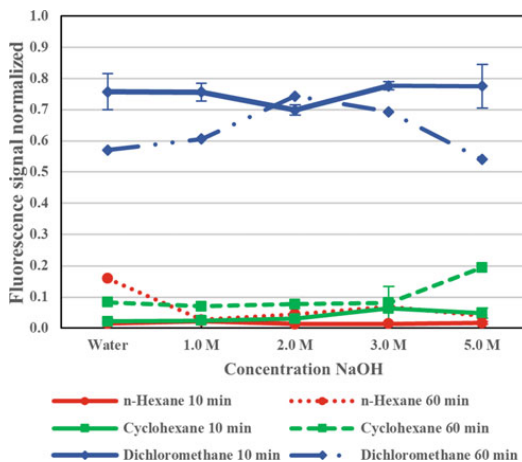 Fluorescence signal normalized
1.0
0.9
0.8
0.7
0.6
0.5
0.4
0.3
0.2
0.1
0.0
Water 1.0 M 2.0 M 3.0 M 5.0 M
Concentration NaOH
n-Hexane 10 min n-Hexane 60 min
Cyclohexane 10 min Cyclohexane 60 min
Dichloromethane 10 min Dichloromethane 60 min